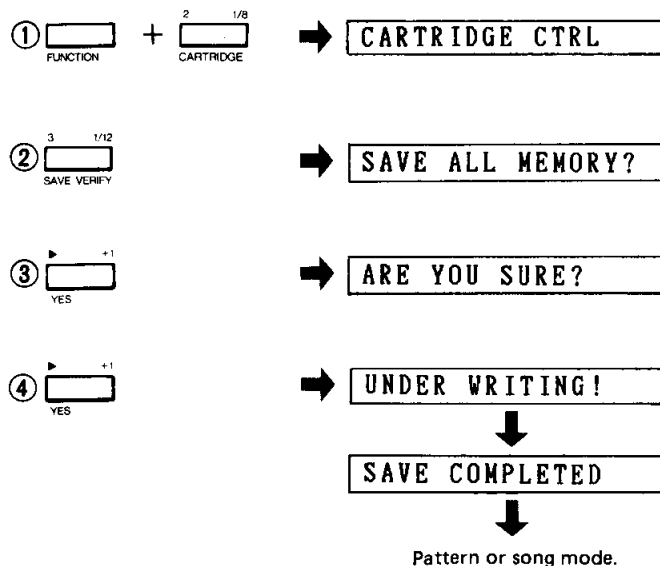 2 1/8
① + CARTRIDGE CTRL
FUNCTION CARTRIDGE
3 1/12
② SAVE ALL MEMORY?
SAVE VERIFY
+1
③ ARE YOU SURE?
YES
+1
④ UNDER WRITING!
YES
SAVE COMPLETED
Pattern or song mode.